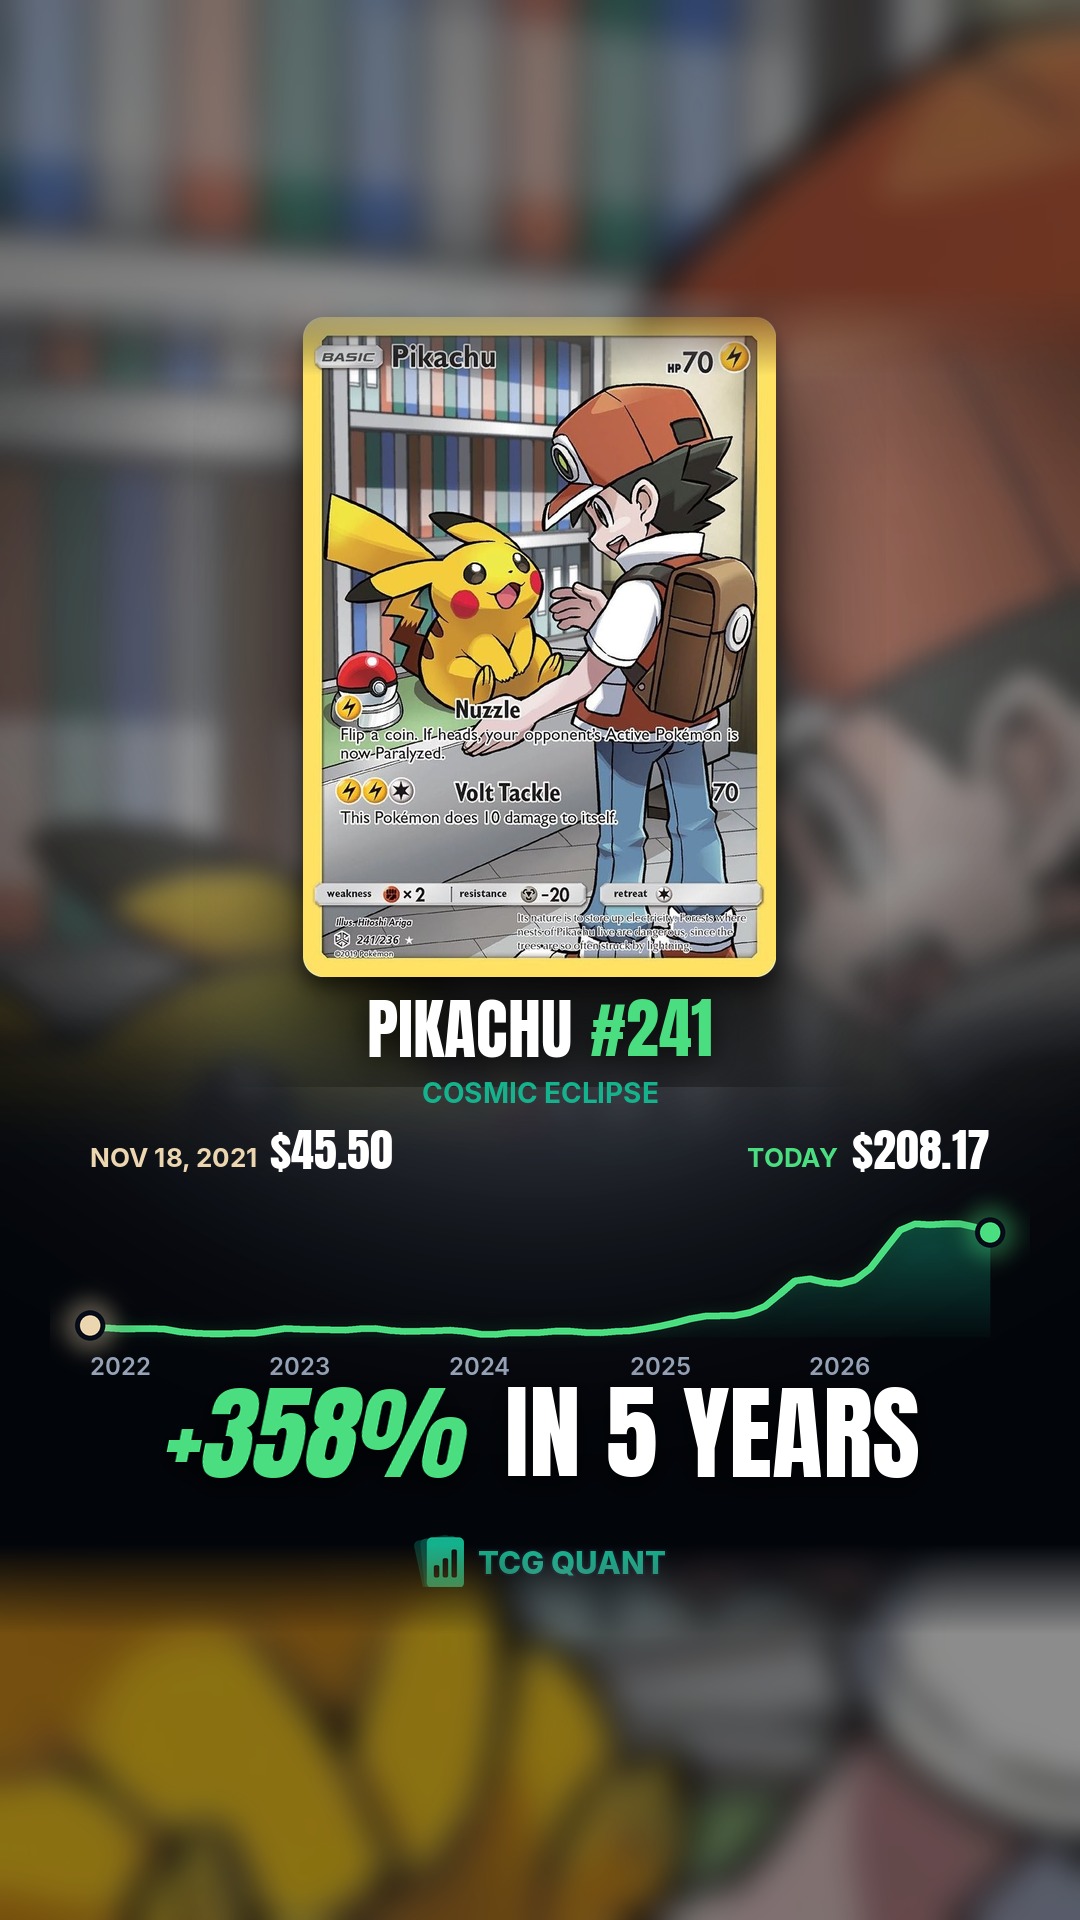 BASIC Pikachu HP70
Nuzzle
Flip a coin. If heads, your opponent's Active Pokémon is
now Paralyzed.
Volt Tackle 70
This Pokémon does 10 damage to itself.
weakness ×2 resistance -20 retreat
Illus. Hitoshi Ariga
241/236
©2019 Pokémon
Its nature is to store up electricity. Forests where
nests of Pikachu live are dangerous, since the
trees are so often struck by lightning.
PIKACHU #241
COSMIC ECLIPSE
NOV 18, 2021 $45.50
TODAY $208.17
2022 2023 2024 2025 2026
+358% IN 5 YEARS
TCG QUANT